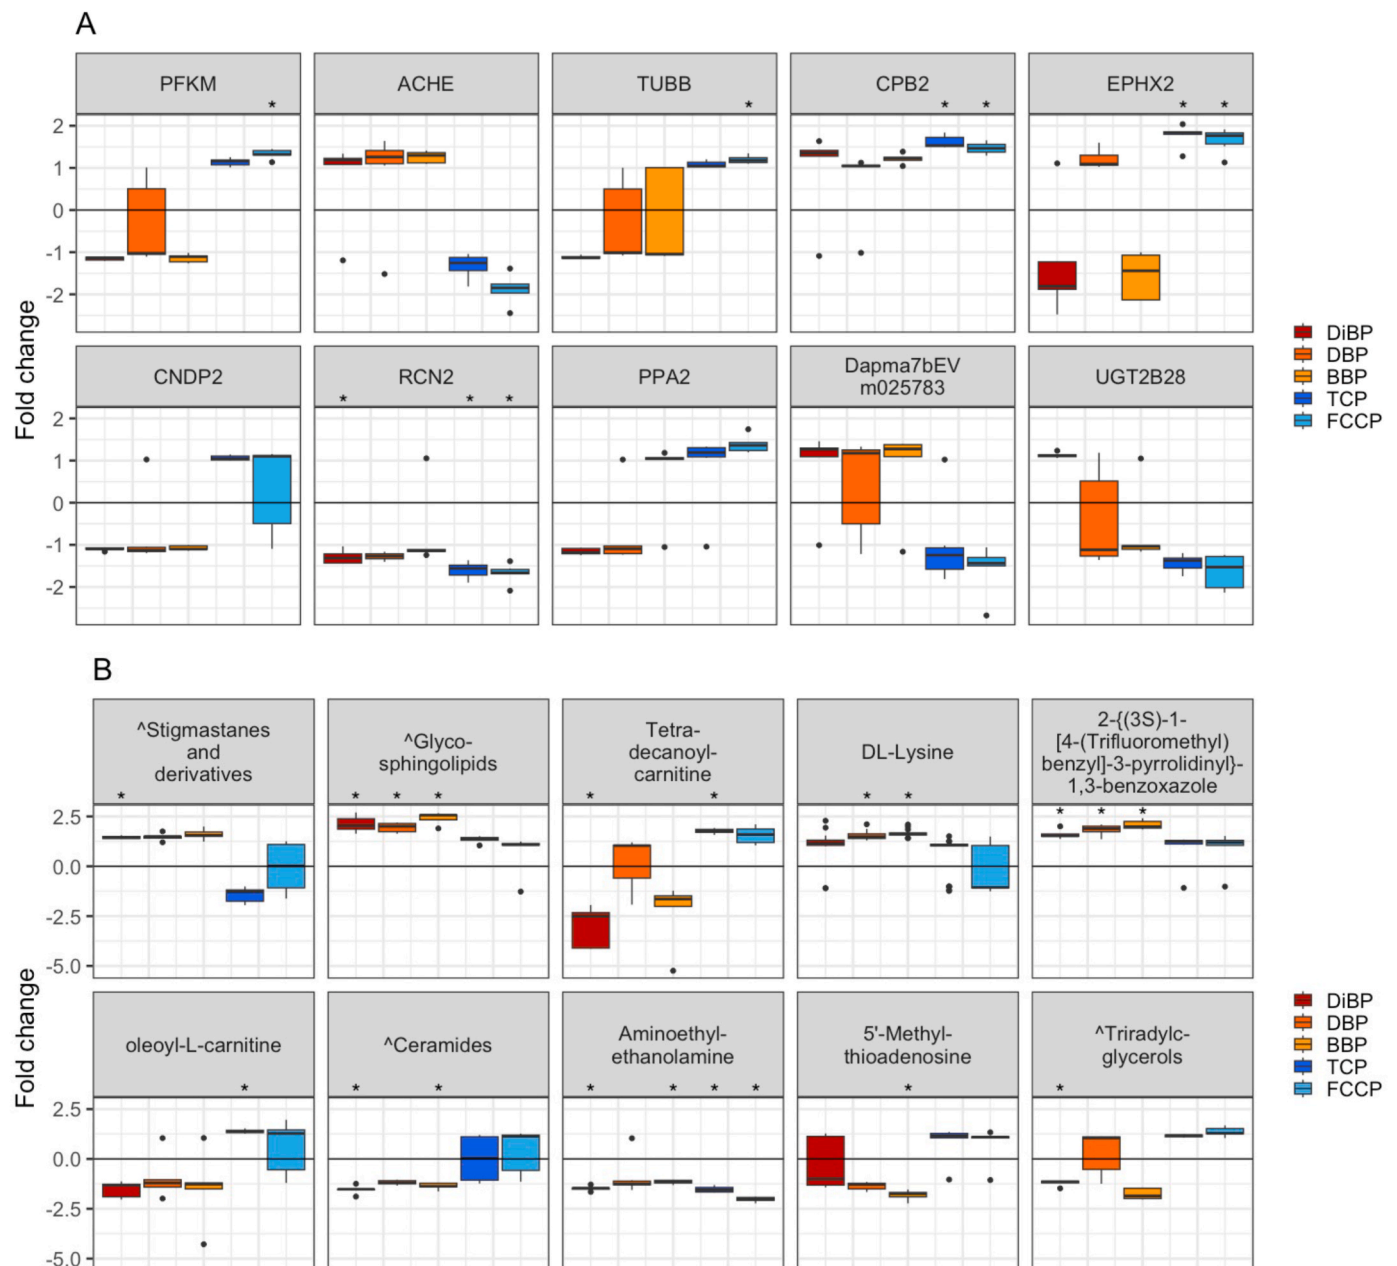 A
PFKM
ACHE
TUBB
CPB2
EPHX2
*
*
*
*
*
*
2
1
0
-1
-2
CNDP2
RCN2
PPA2
Dapma7bEV
m025783
UGT2B28
*
*
*
2
1
0
-1
-2
Fold change
DiBP
DBP
BBP
TCP
FCCP
B
^Stigmastanes
and
derivatives
^Glyco-
sphingolipids
Tetra-
decanoyl-
carnitine
DL-Lysine
2-{(3S)-1-
[4-(Trifluoromethyl)
benzyl]-3-pyrrolidinyl}-
1,3-benzoxazole
*
* * *
* *
* *
* * *
2.5
0.0
-2.5
-5.0
oleoyl-L-carnitine
^Ceramides
Aminoethyl-
ethanolamine
5'-Methyl-
thioadenosine
^Triradylc-
glycerols
*
* *
* * * *
*
*
2.5
0.0
-2.5
-5.0
Fold change
DiBP
DBP
BBP
TCP
FCCP